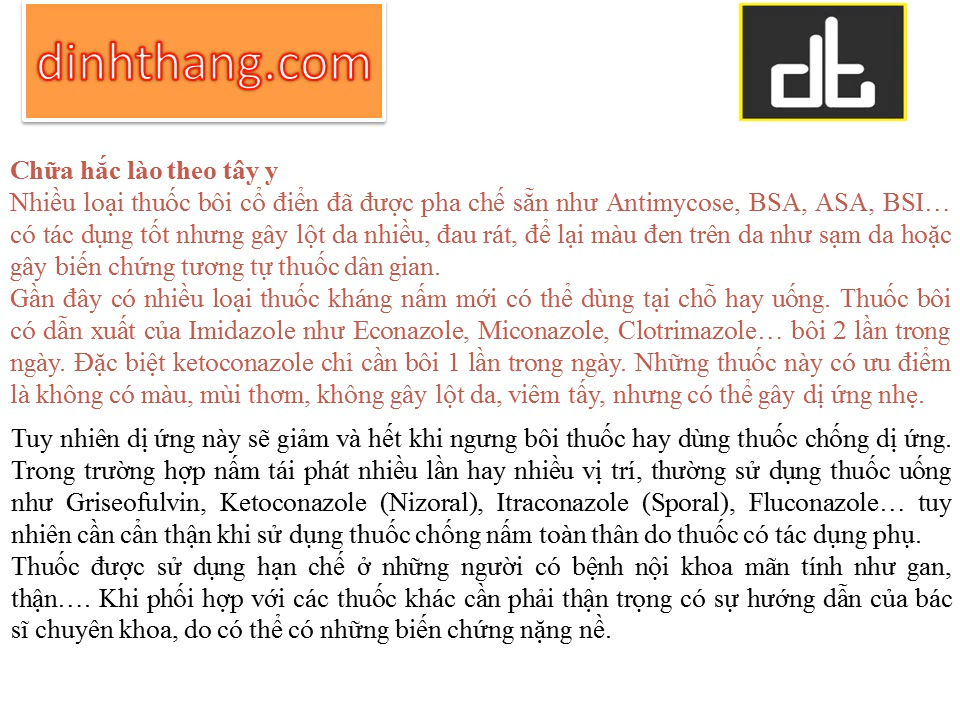 dinhthang.com
dt
Chữa hắc lào theo tây y
Nhiều loại thuốc bôi cổ điển đã được pha chế sẵn như Antimycose, BSA, ASA, BSI…
có tác dụng tốt nhưng gây lột da nhiều, đau rát, để lại màu đen trên da như sạm da hoặc
gây biến chứng tương tự thuốc dân gian.
Gần đây có nhiều loại thuốc kháng nấm mới có thể dùng tại chỗ hay uống. Thuốc bôi
có dẫn xuất của Imidazole như Econazole, Miconazole, Clotrimazole… bôi 2 lần trong
ngày. Đặc biệt ketoconazole chỉ cần bôi 1 lần trong ngày. Những thuốc này có ưu điểm
là không có màu, mùi thơm, không gây lột da, viêm tấy, nhưng có thể gây dị ứng nhẹ.
Tuy nhiên dị ứng này sẽ giảm và hết khi ngưng bôi thuốc hay dùng thuốc chống dị ứng.
Trong trường hợp nấm tái phát nhiều lần hay nhiều vị trí, thường sử dụng thuốc uống
như Griseofulvin, Ketoconazole (Nizoral), Itraconazole (Sporal), Fluconazole… tuy
nhiên cần cẩn thận khi sử dụng thuốc chống nấm toàn thân do thuốc có tác dụng phụ.
Thuốc được sử dụng hạn chế ở những người có bệnh nội khoa mãn tính như gan,
thận…. Khi phối hợp với các thuốc khác cần phải thận trọng có sự hướng dẫn của bác
sĩ chuyên khoa, do có thể có những biến chứng nặng nề.